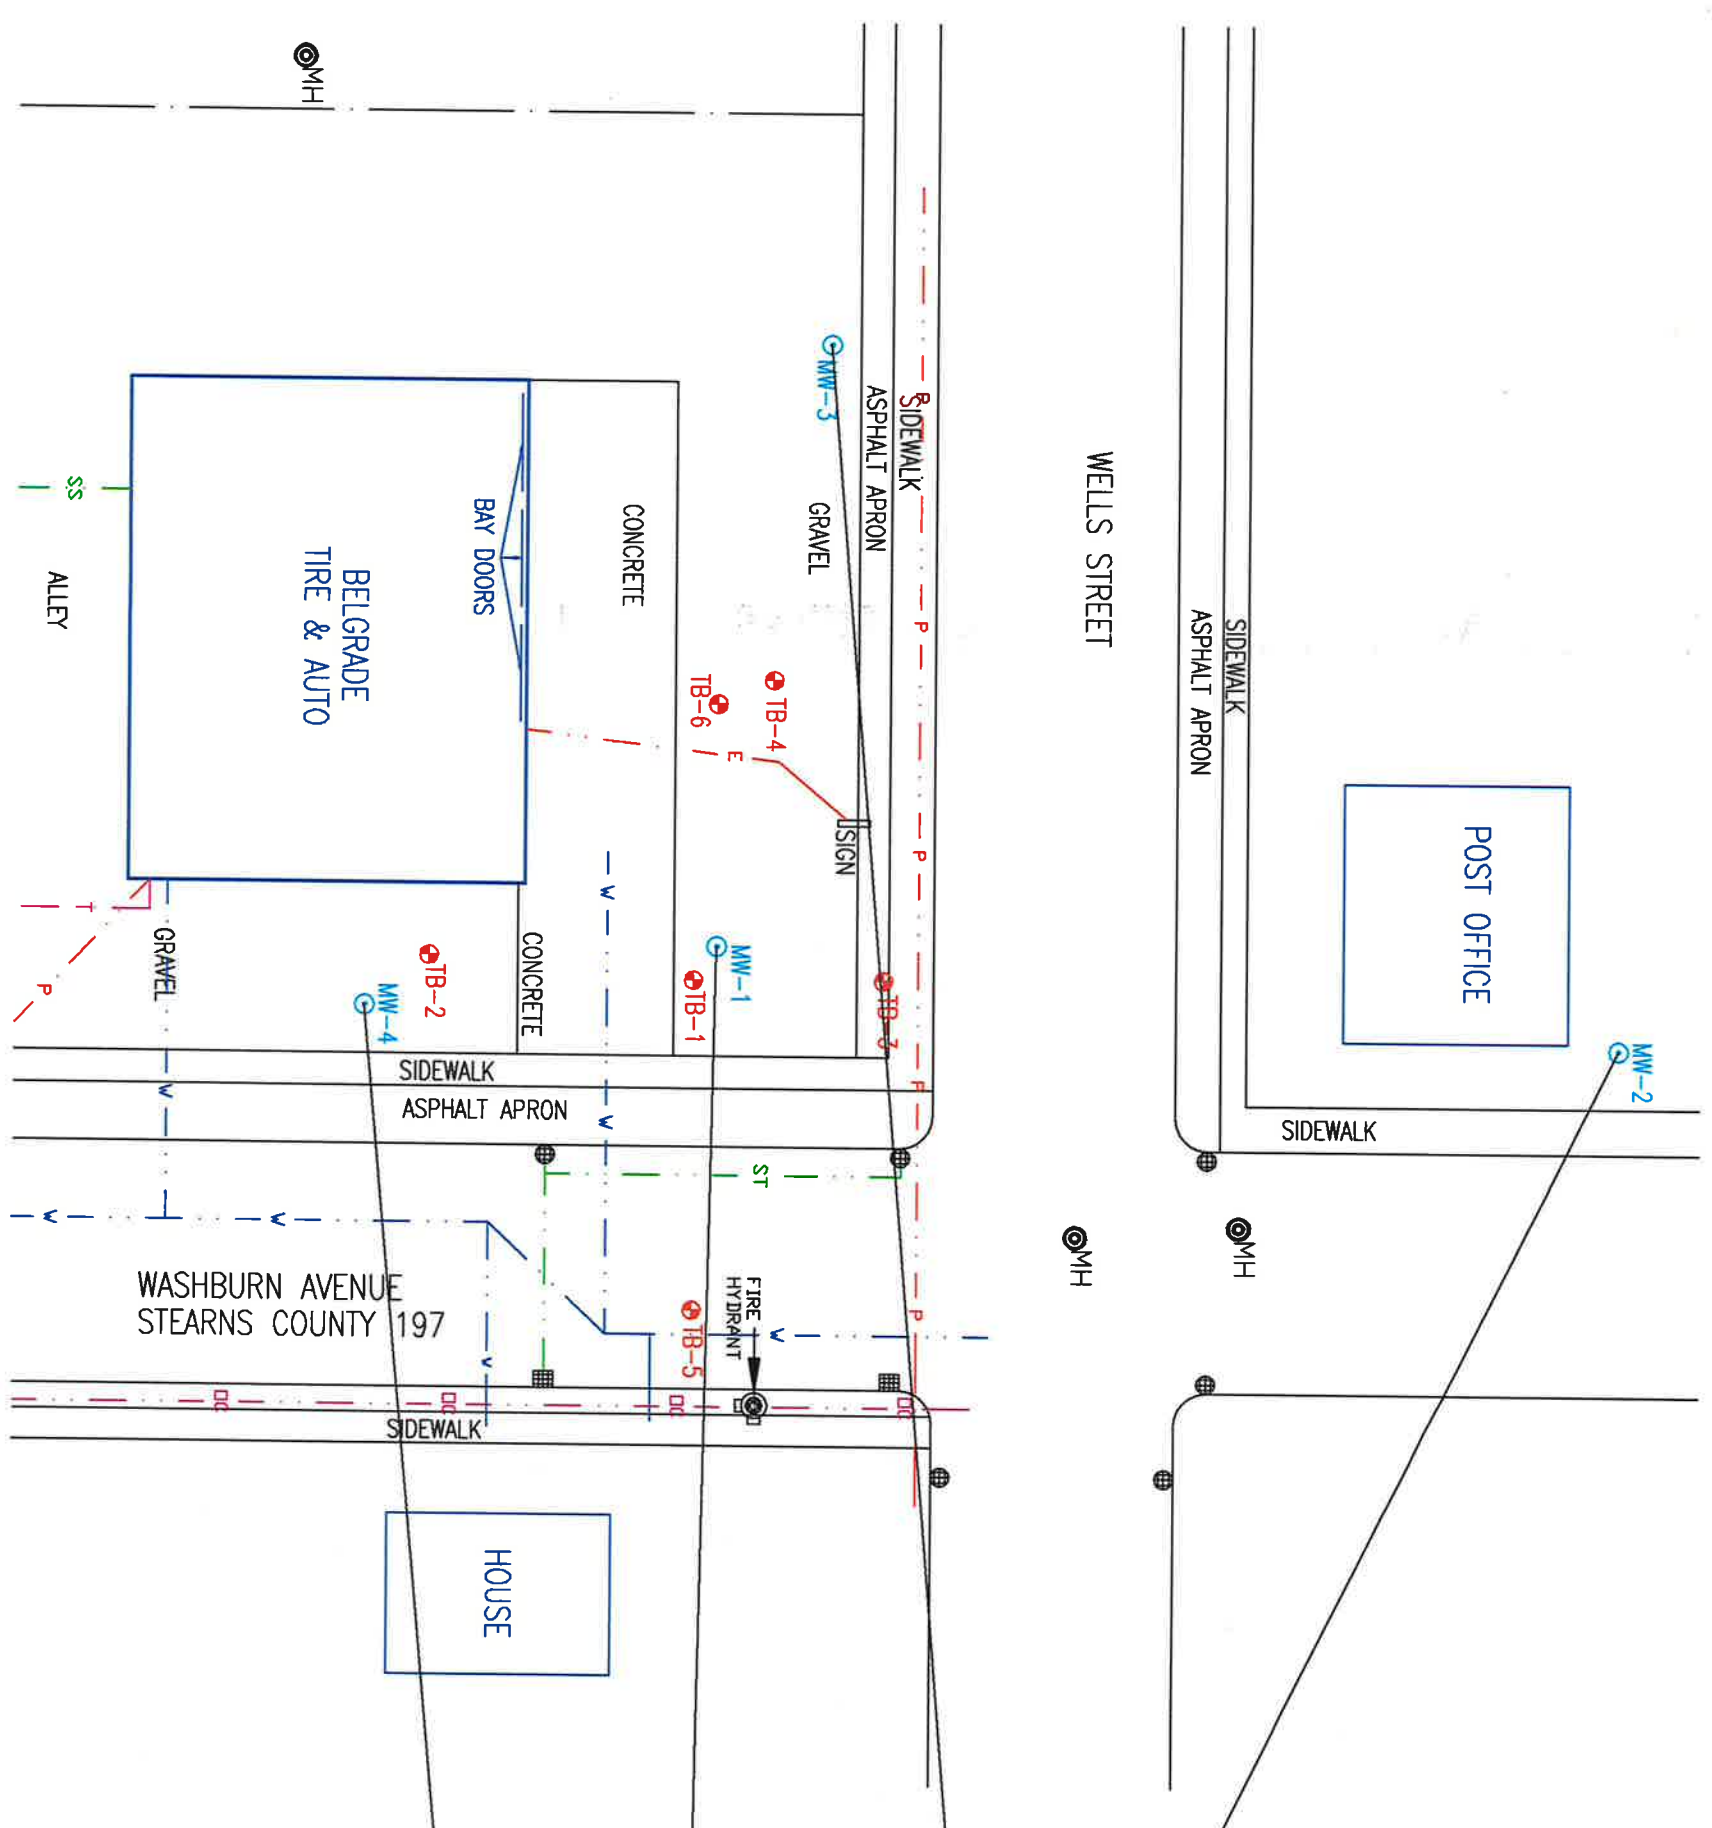 MH
MW-3
SIDEWALK
ASPHALT APRON
GRAVEL
WELLS STREET
SIDEWALK
ASPHALT APRON
POST OFFICE
MW-2
SIDEWALK
CONCRETE
BAY DOORS
BELGRADE
TIRE & AUTO
SS
ALLEY
TB-6
TB-4
E
SIGN
P
P
W
T
P
GRAVEL
TB-2
MW-4
CONCRETE
MW-1
TB-1
TB-3
SIDEWALK
ASPHALT APRON
W
W
ST
W
W
MH
MH
WASHBURN AVENUE
STEARNS COUNTY 197
TB-5
FIRE
HYDRANT
W
P
SIDEWALK
HOUSE